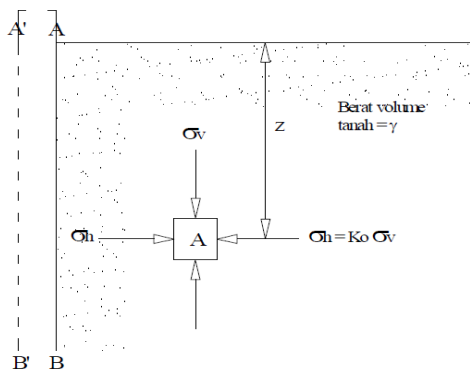 A' A
Berat volume
tanah = γ
z
σv
σh
A
σh = Ko σv
B' B